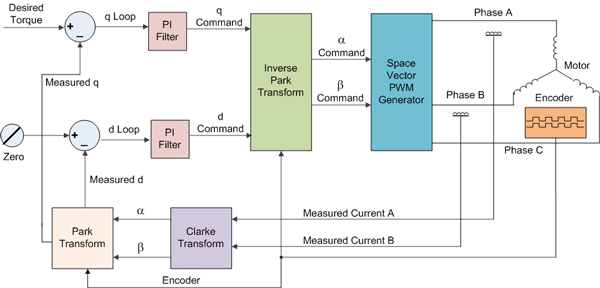 Desired
Torque
+
−
q Loop
PI
Filter
q
Command
Measured q
Zero
+
−
d Loop
PI
Filter
d
Command
Measured d
Inverse
Park
Transform
α
Command
β
Command
Space
Vector
PWM
Generator
Phase A
Phase B
Phase C
Motor
Encoder
Park
Transform
α
β
Clarke
Transform
Measured Current A
Measured Current B
Encoder